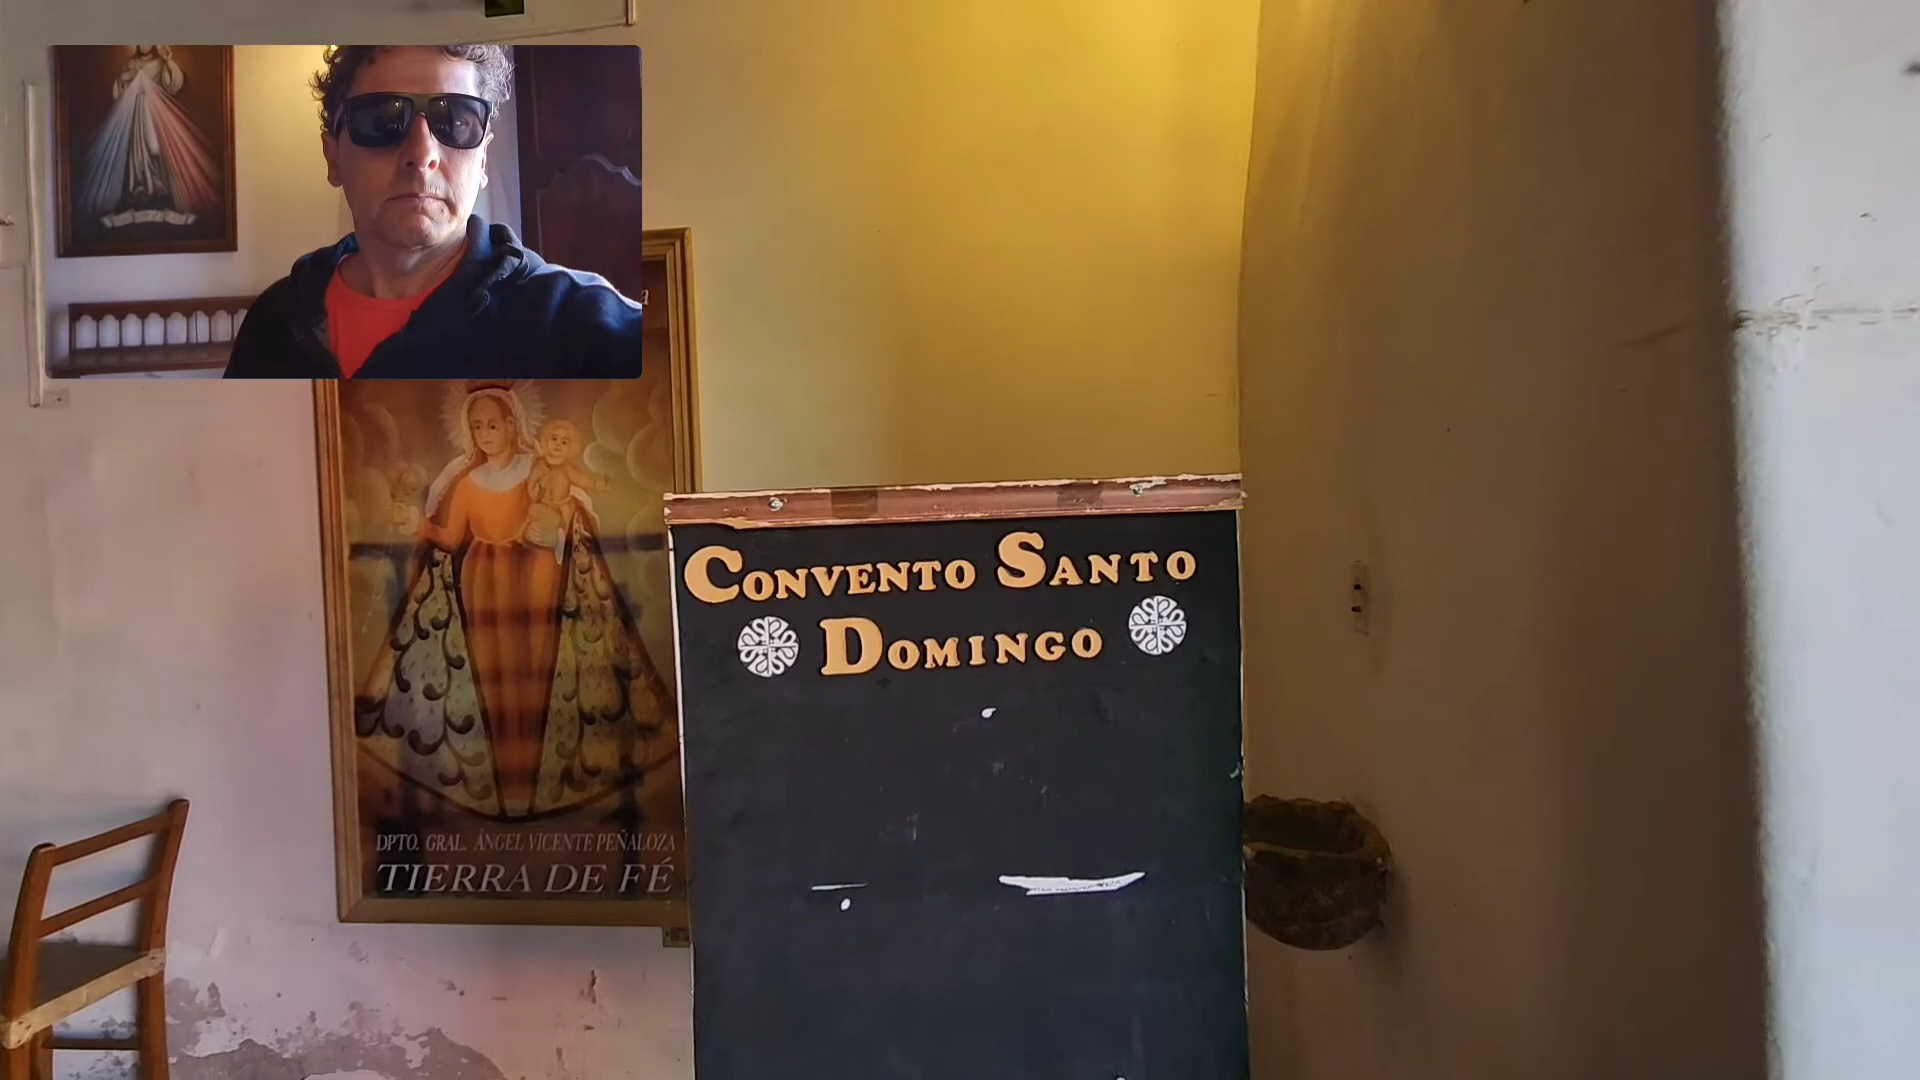 CONVENTO SANTO
DOMINGO
DPTO. GRAL. ÁNGEL VICENTE PEÑALOZA
TIERRA DE FÉ